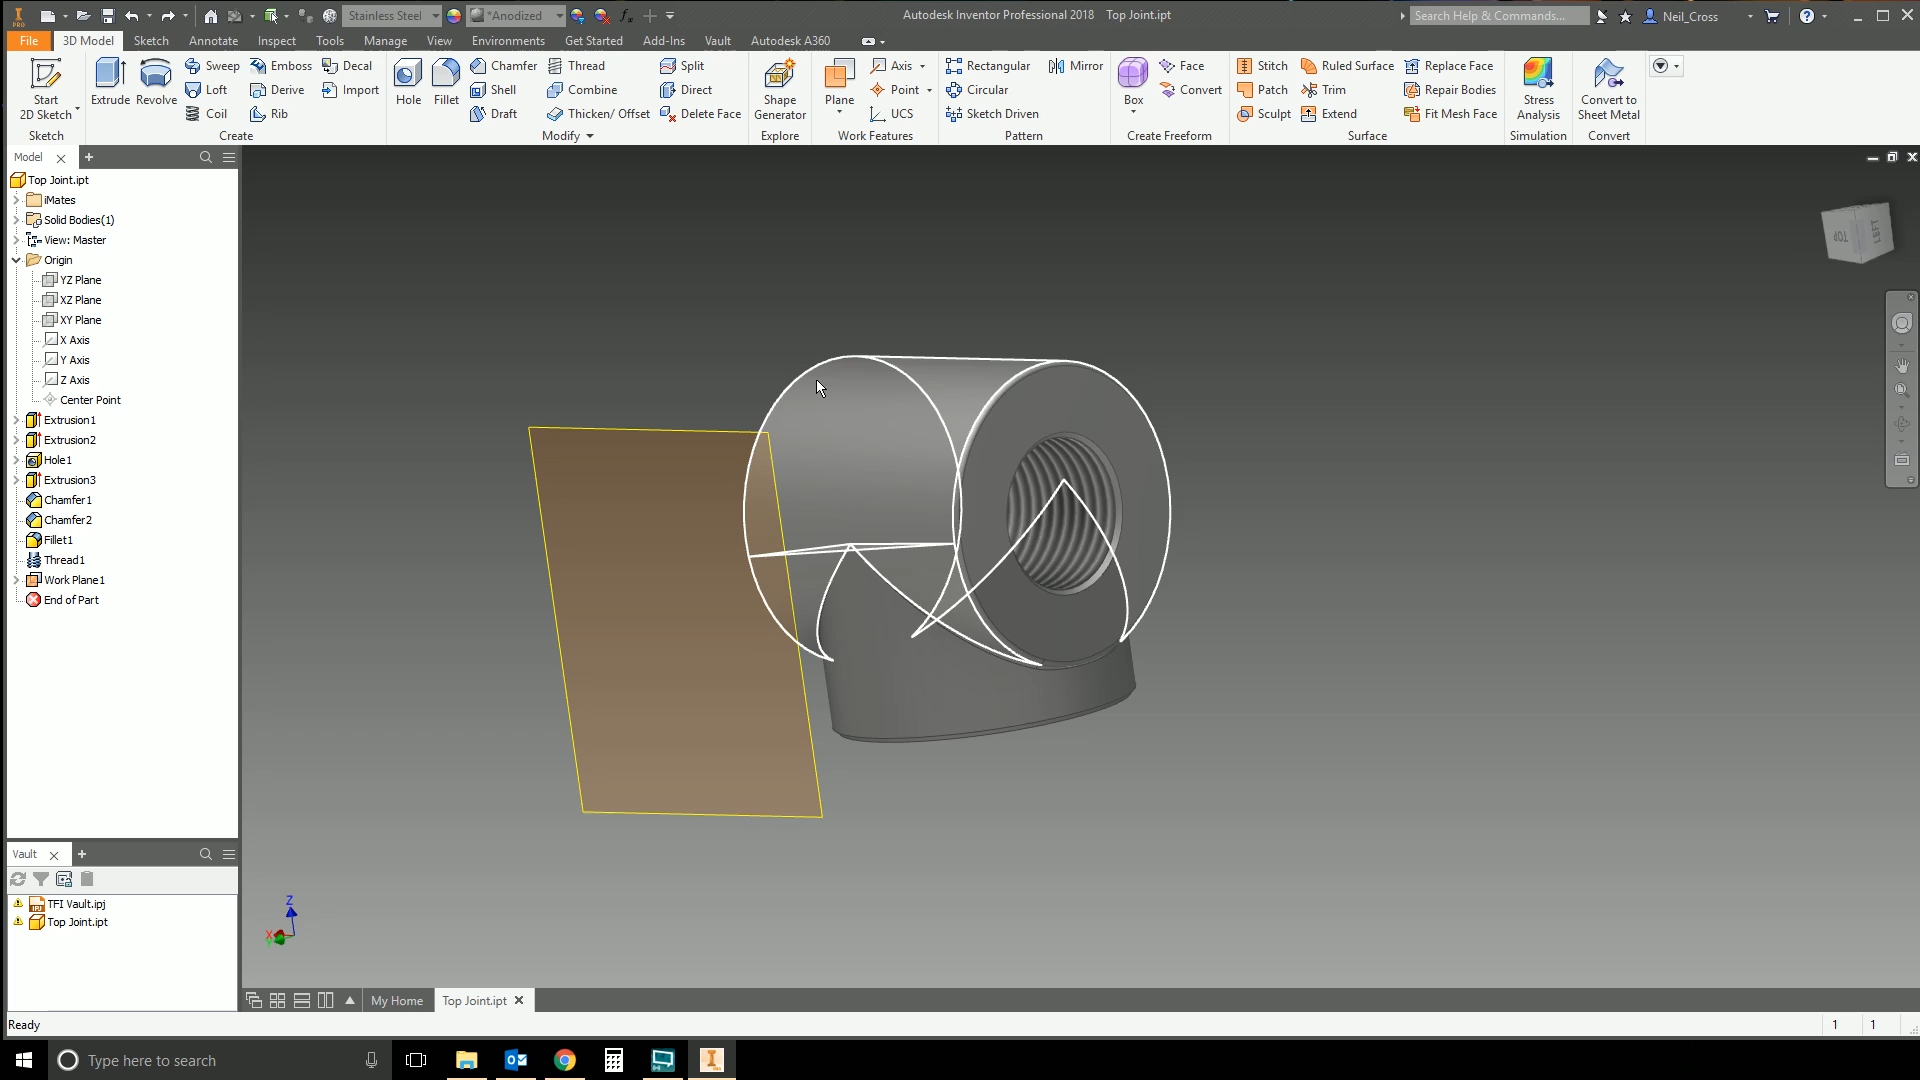 PRO Stainless Steel *Anodized fx Autodesk Inventor Professional 2018 Top Joint.ipt Search Help & Commands... Neil_Cross
File 3D Model Sketch Annotate Inspect Tools Manage View Environments Get Started Add-Ins Vault Autodesk A360
Start 2D Sketch
Extrude Revolve
Sweep Emboss Decal
Loft Derive Import
Coil Rib
Hole Fillet
Chamfer Thread Split
Shell Combine Direct
Draft Thicken/ Offset Delete Face
Shape Generator
Plane
Axis
Point
UCS
Rectangular Mirror
Circular
Sketch Driven
Box
Face
Convert
Stitch Ruled Surface Replace Face
Patch Trim Repair Bodies
Sculpt Extend Fit Mesh Face
Stress Analysis
Convert to Sheet Metal
Sketch Create Modify Explore Work Features Pattern Create Freeform Surface Simulation Convert
Model
Top Joint.ipt
iMates
Solid Bodies(1)
View: Master
Origin
YZ Plane
XZ Plane
XY Plane
X Axis
Y Axis
Z Axis
Center Point
Extrusion1
Extrusion2
Hole1
Extrusion3
Chamfer1
Chamfer2
Fillet1
Thread1
Work Plane1
End of Part
TOP LEFT
Vault
TFI Vault.ipj
Top Joint.ipt
Z
X
Y
My Home Top Joint.ipt
Ready 1 1
Type here to search